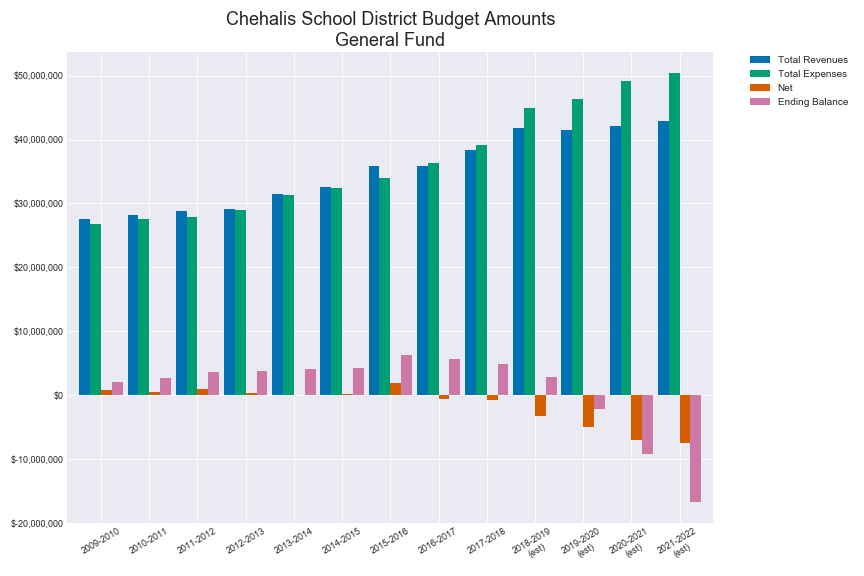 Chehalis School District Budget Amounts
General Fund
Total Revenues
Total Expenses
Net
Ending Balance
$50,000,000
$40,000,000
$30,000,000
$20,000,000
$10,000,000
$0
$-10,000,000
$-20,000,000
2009-2010
2010-2011
2011-2012
2012-2013
2013-2014
2014-2015
2015-2016
2016-2017
2017-2018
2018-2019
(est)
2019-2020
(est)
2020-2021
(est)
2021-2022
(est)